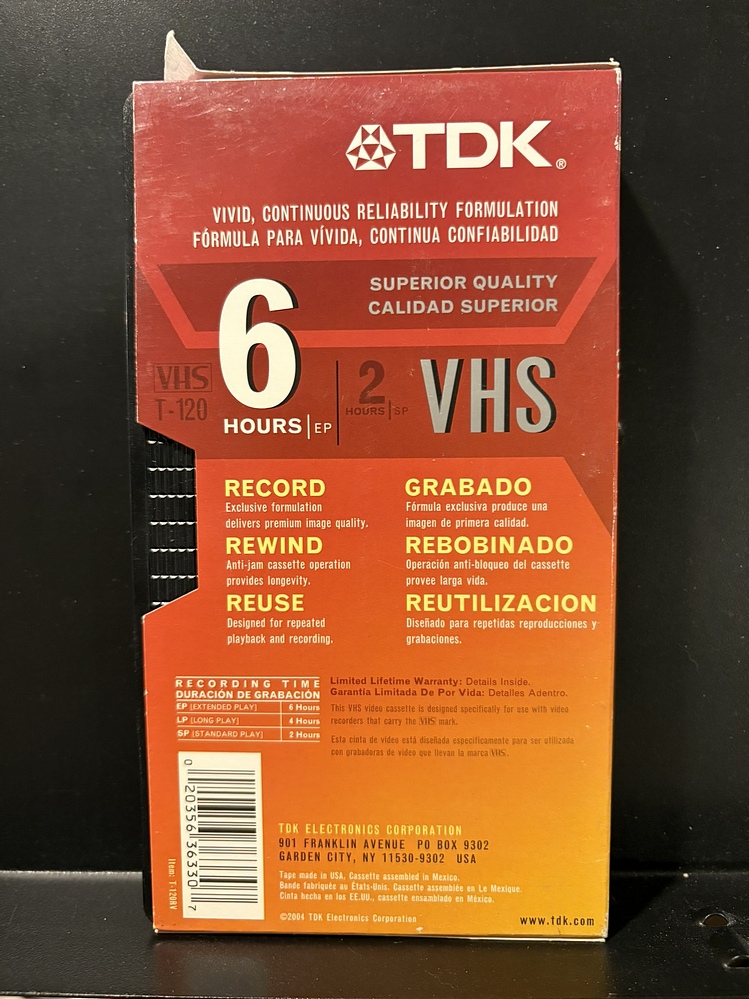 TDK®
VIVID, CONTINUOUS RELIABILITY FORMULATION
FÓRMULA PARA VÍVIDA, CONTINUA CONFIABILIDAD
SUPERIOR QUALITY
CALIDAD SUPERIOR
VHS
T-120
6
HOURS EP
2
HOURS SP
VHS
RECORD
Exclusive formulation
delivers premium image quality.
REWIND
Anti-jam cassette operation
provides longevity.
REUSE
Designed for repeated
playback and recording.
GRABADO
Fórmula exclusiva produce una
imagen de primera calidad.
REBOBINADO
Operación anti-bloqueo del cassette
provee larga vida.
REUTILIZACION
Diseñado para repetidas reproducciones y
grabaciones.
RECORDING TIME
DURACIÓN DE GRABACIÓN
EP [EXTENDED PLAY] 6 Hours
LP [LONG PLAY] 4 Hours
SP [STANDARD PLAY] 2 Hours
Limited Lifetime Warranty: Details Inside.
Garantía Limitada De Por Vida: Detalles Adentro.
This VHS video cassette is designed specifically for use with video
recorders that carry the VHS mark.
Esta cinta de video está diseñada específicamente para ser utilizada
con grabadoras de video que llevan la marca VHS.
0 20356 36330 7
Item: T-120RV
TDK ELECTRONICS CORPORATION
901 FRANKLIN AVENUE PO BOX 9302
GARDEN CITY, NY 11530-9302 USA
Tape made in USA, Cassette assembled in Mexico.
Bande fabriquée au États-Unis. Cassette assemblée en Le Mexique.
Cinta hecha en los EE.UU., cassette ensamblado en México.
©2004 TDK Electronics Corporation
www.tdk.com